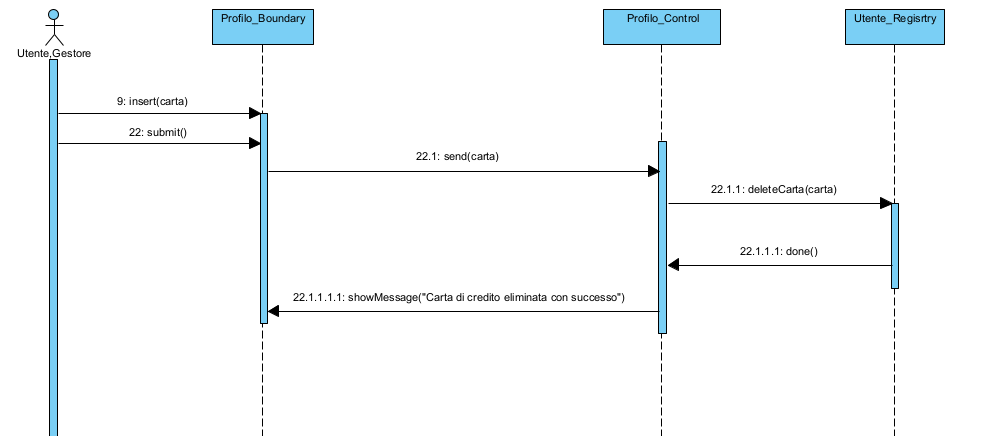 Profilo_Boundary
Profilo_Control
Utente_Regisrtry
Utente,Gestore
9: insert(carta)
22: submit()
22.1: send(carta)
22.1.1: deleteCarta(carta)
22.1.1.1: done()
22.1.1.1.1: showMessage("Carta di credito eliminata con successo")